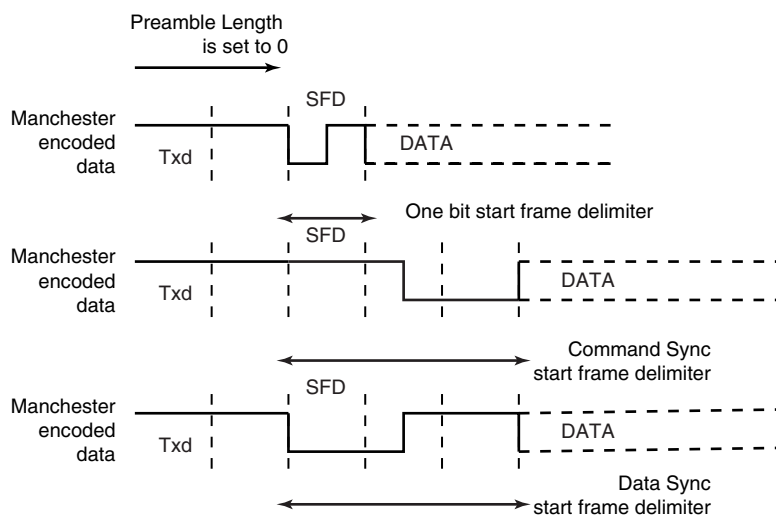 Preamble Length
is set to 0
SFD
Manchester
encoded
data
Txd
DATA
One bit start frame delimiter
SFD
Manchester
encoded
data
Txd
DATA
Command Sync
start frame delimiter
SFD
Manchester
encoded
data
Txd
DATA
Data Sync
start frame delimiter